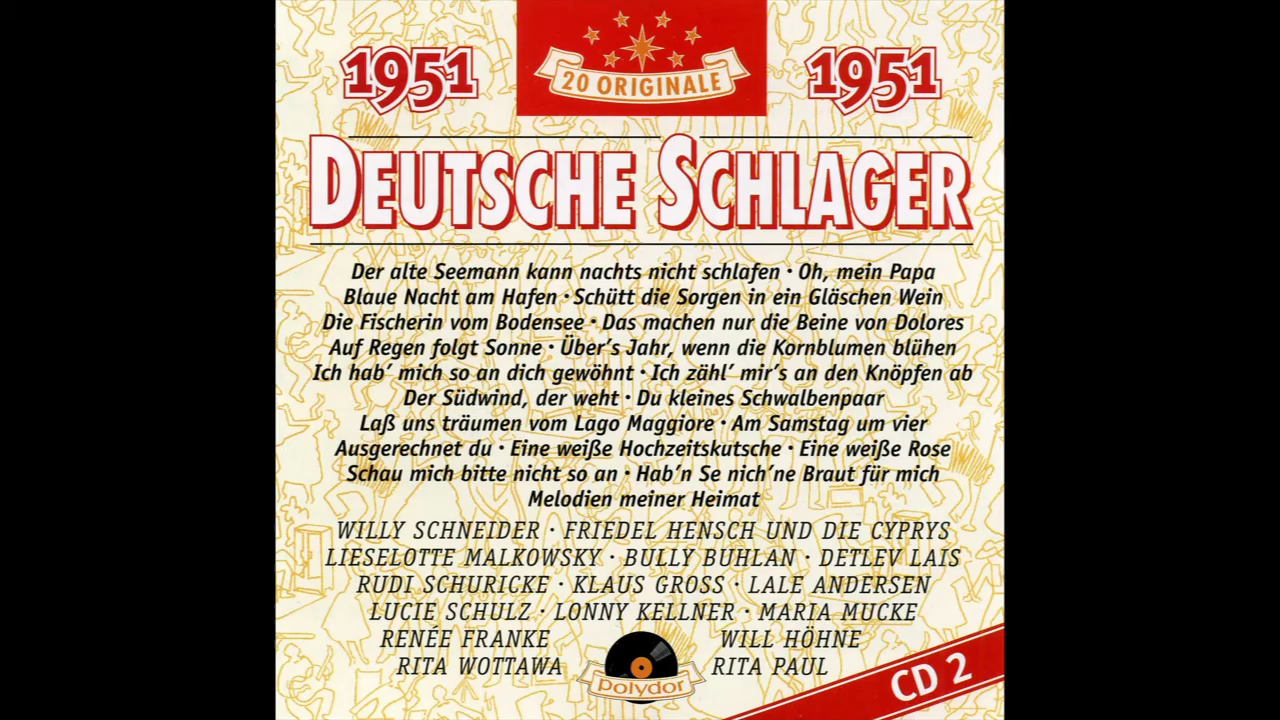 1951 20 ORIGINALE 1951
DEUTSCHE SCHLAGER
Der alte Seemann kann nachts nicht schlafen · Oh, mein Papa
Blaue Nacht am Hafen · Schütt die Sorgen in ein Gläschen Wein
Die Fischerin vom Bodensee · Das machen nur die Beine von Dolores
Auf Regen folgt Sonne · Über's Jahr, wenn die Kornblumen blühen
Ich hab' mich so an dich gewöhnt · Ich zähl' mir's an den Knöpfen ab
Der Südwind, der weht · Du kleines Schwalbenpaar
Laß uns träumen vom Lago Maggiore · Am Samstag um vier
Ausgerechnet du · Eine weiße Hochzeitskutsche · Eine weiße Rose
Schau mich bitte nicht so an · Hab'n Se nich'ne Braut für mich
Melodien meiner Heimat
WILLY SCHNEIDER · FRIEDEL HENSCH UND DIE CYPRYS
LIESELOTTE MALKOWSKY · BULLY BUHLAN · DETLEV LAIS
RUDI SCHURICKE · KLAUS GROSS · LALE ANDERSEN
LUCIE SCHULZ · LONNY KELLNER · MARIA MUCKE
RENÉE FRANKE WILL HÖHNE
RITA WOTTAWA RITA PAUL
polydor
CD 2